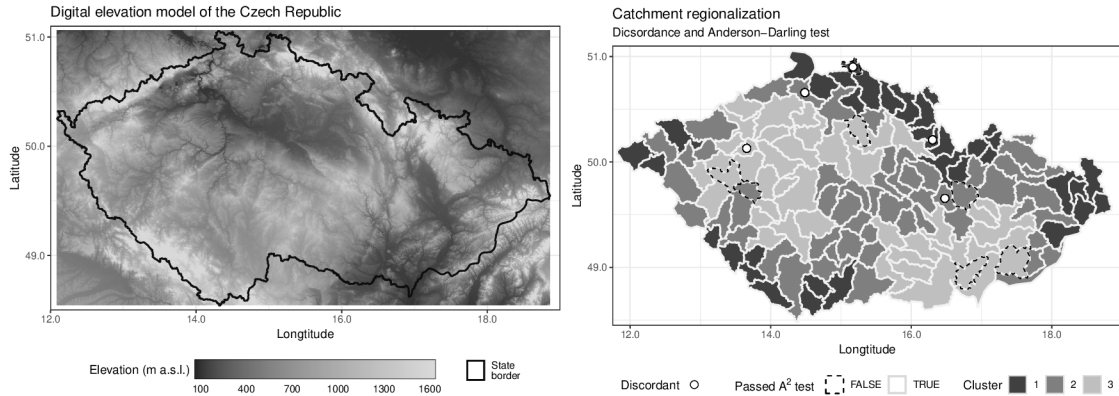 Digital elevation model of the Czech Republic
51.0
50.0
49.0
Latitude
12.0 14.0 16.0 18.0
Longtitude
Elevation (m a.s.l.)
100 400 700 1000 1300 1600
State
border
Catchment regionalization
Dicsordance and Anderson−Darling test
51.0
50.0
49.0
Latitude
12.0 14.0 16.0 18.0
Longtitude
Discordant Passed A² test FALSE TRUE Cluster 1 2 3